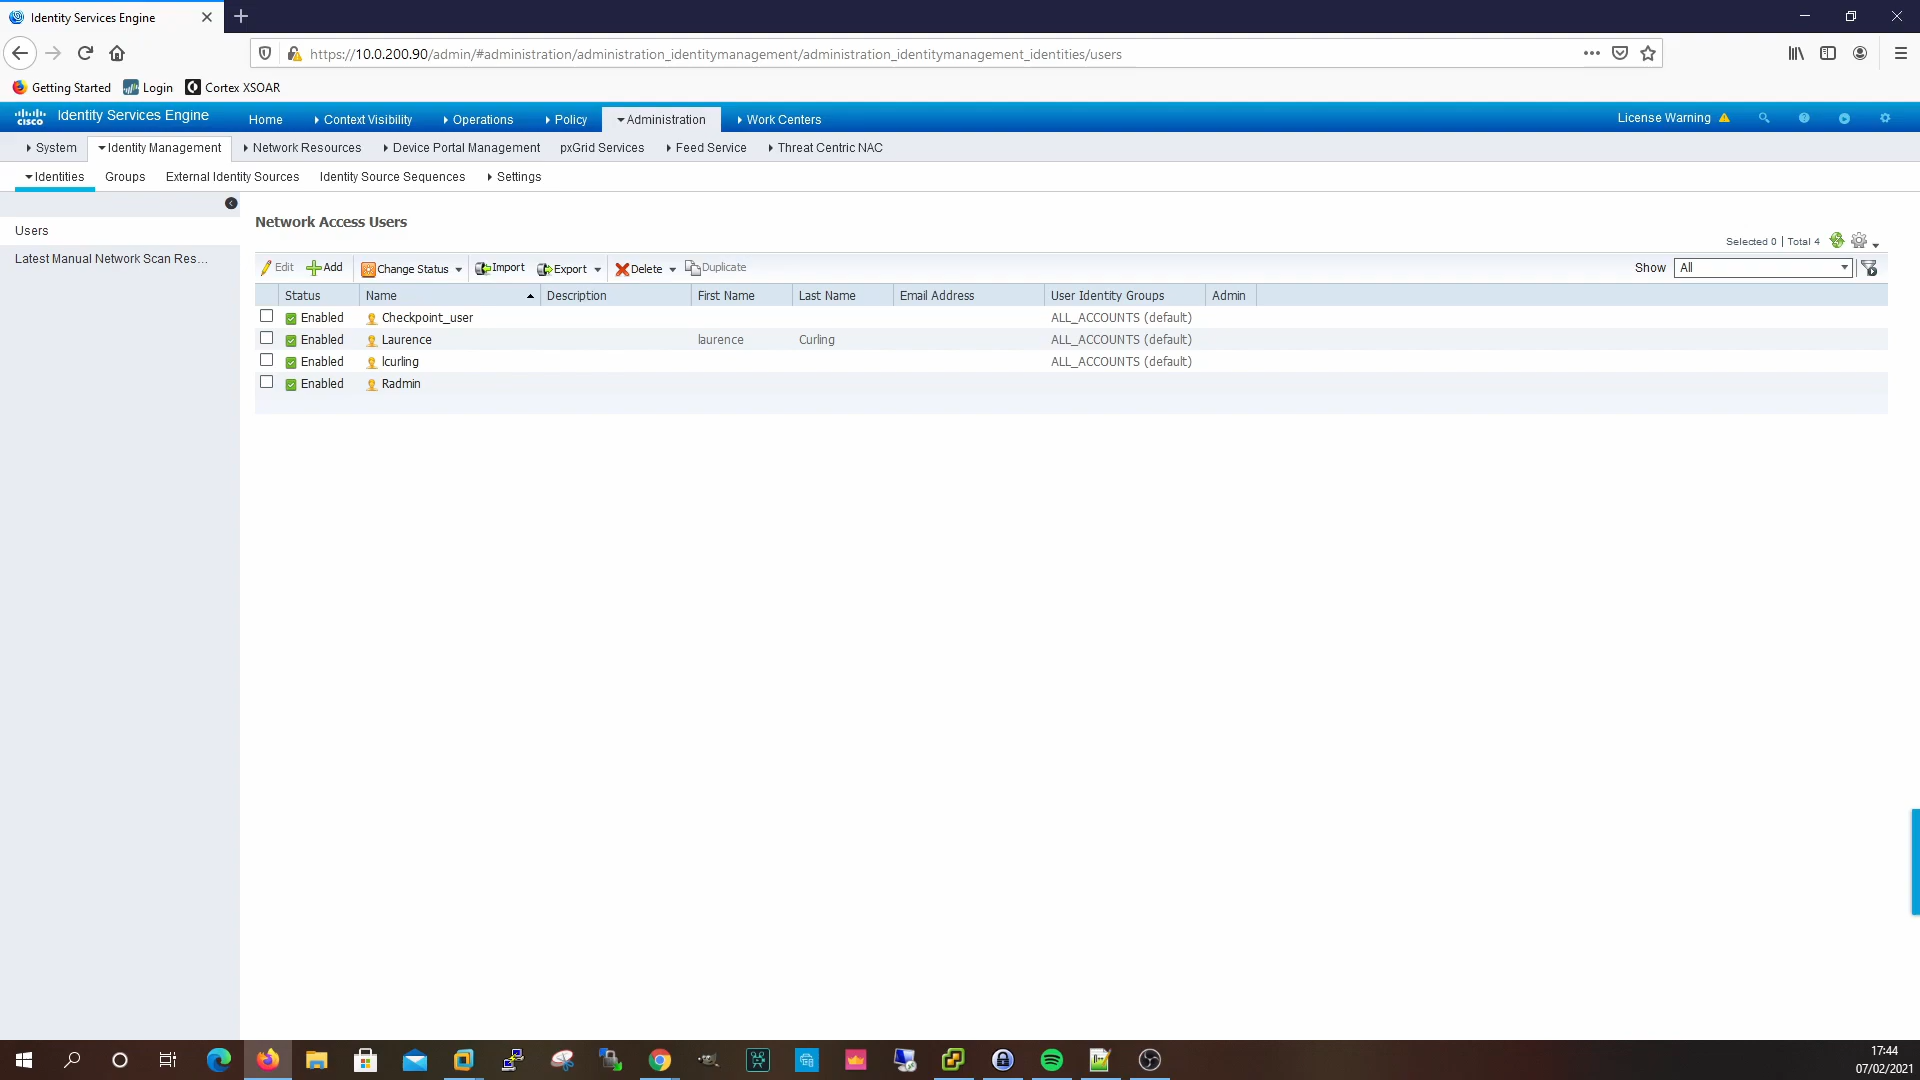 Identity Services Engine
https://10.0.200.90/admin/#administration/administration_identitymanagement/administration_identitymanagement_identities/users
Getting Started Login Cortex XSOAR
cisco Identity Services Engine Home Context Visibility Operations Policy Administration Work Centers License Warning
System Identity Management Network Resources Device Portal Management pxGrid Services Feed Service Threat Centric NAC
Identities Groups External Identity Sources Identity Source Sequences Settings
Users
Latest Manual Network Scan Res...
Network Access Users
Selected 0 | Total 4
Edit Add Change Status Import Export Delete Duplicate Show All
Status Name Description First Name Last Name Email Address User Identity Groups Admin
Enabled Checkpoint_user ALL_ACCOUNTS (default)
Enabled Laurence laurence Curling ALL_ACCOUNTS (default)
Enabled lcurling ALL_ACCOUNTS (default)
Enabled Radmin
17:44
07/02/2021